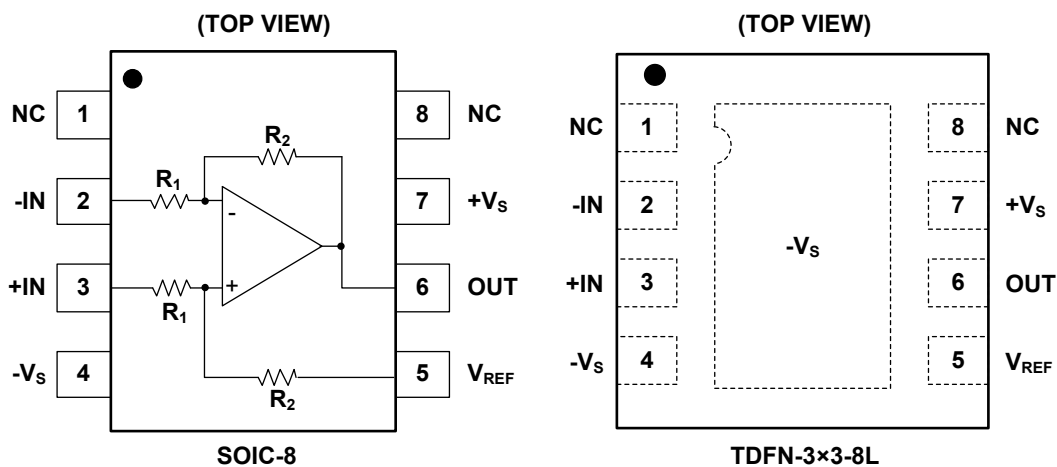 (TOP VIEW)
NC 1 8 NC
R₂
R₁
-IN 2 - 7 +Vₛ
+IN 3 + 6 OUT
R₁
-Vₛ 4 5 V_REF
R₂
SOIC-8
(TOP VIEW)
NC 1 8 NC
-IN 2 7 +Vₛ
-Vₛ
+IN 3 6 OUT
-Vₛ 4 5 V_REF
TDFN-3×3-8L